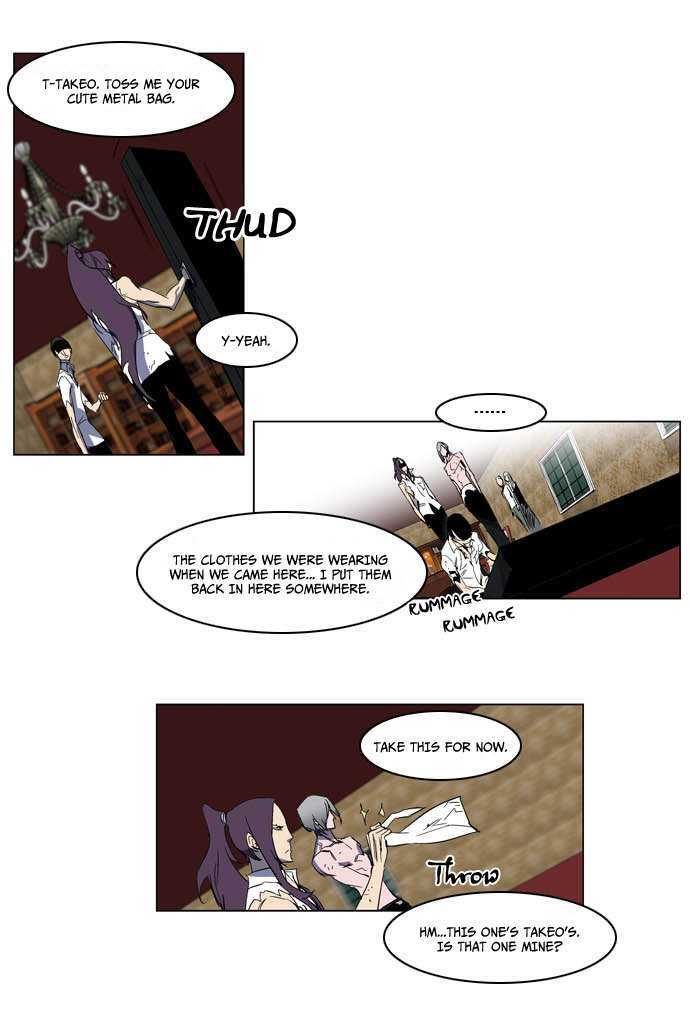 T-TAKEO. TOSS ME YOUR
CUTE METAL BAG.
THUD
Y-YEAH.
......
THE CLOTHES WE WERE WEARING
WHEN WE CAME HERE... I PUT THEM
BACK IN HERE SOMEWHERE.
RUMMAGE
RUMMAGE
TAKE THIS FOR NOW.
Throw
HM...THIS ONE'S TAKEO'S.
IS THAT ONE MINE?